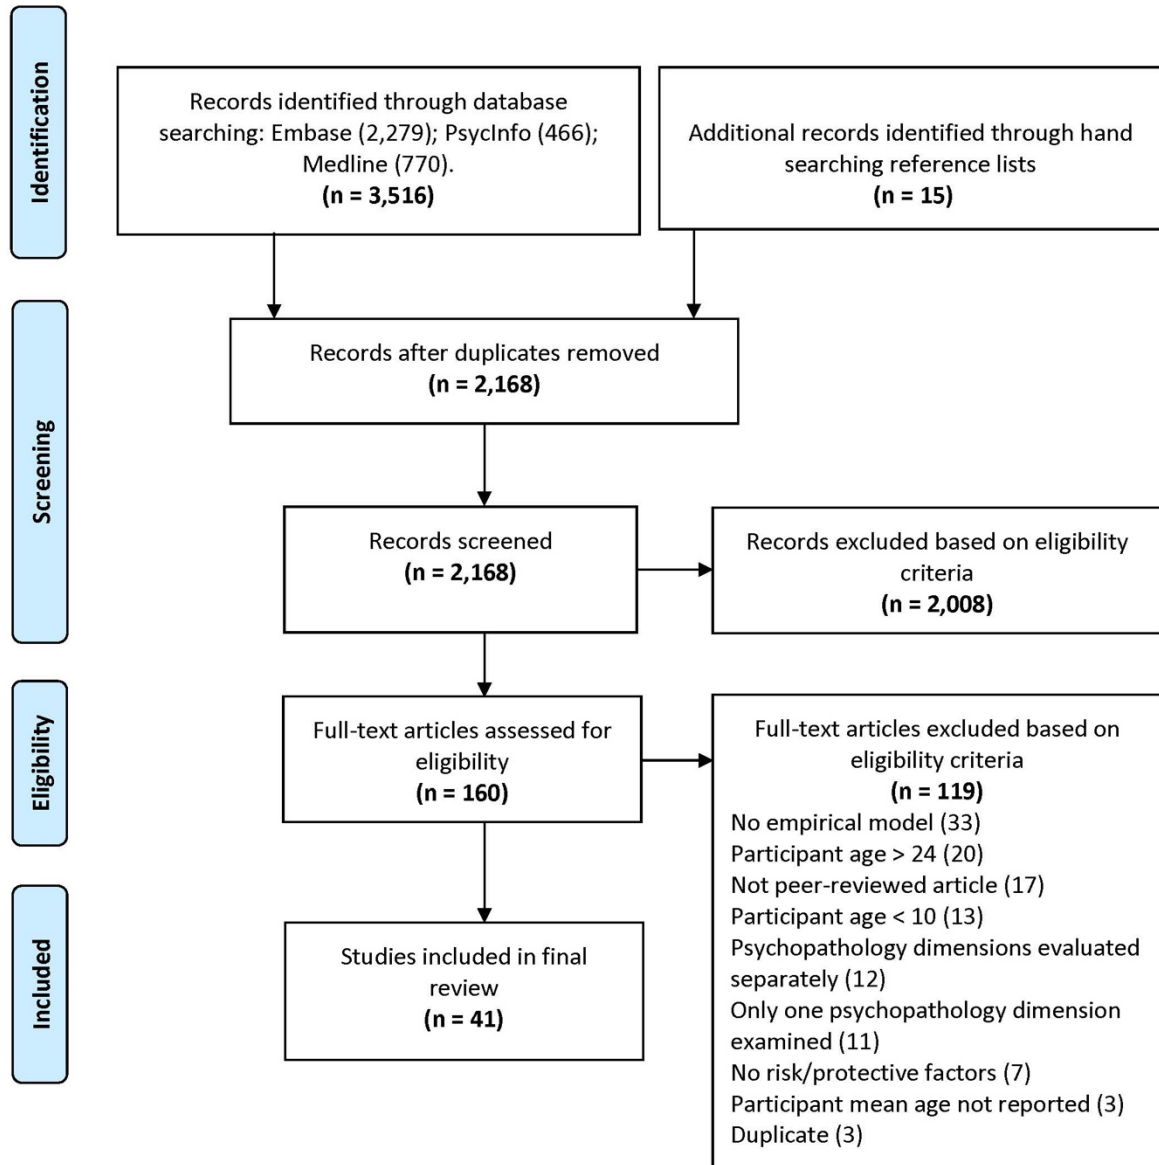 Identification
Records identified through database
searching: Embase (2,279); PsycInfo (466);
Medline (770).
(n = 3,516)
Additional records identified through hand
searching reference lists
(n = 15)
Screening
Records after duplicates removed
(n = 2,168)
Records screened
(n = 2,168)
Records excluded based on eligibility
criteria
(n = 2,008)
Eligibility
Full-text articles assessed for
eligibility
(n = 160)
Full-text articles excluded based on
eligibility criteria
(n = 119)
No empirical model (33)
Participant age > 24 (20)
Not peer-reviewed article (17)
Participant age < 10 (13)
Psychopathology dimensions evaluated
separately (12)
Only one psychopathology dimension
examined (11)
No risk/protective factors (7)
Participant mean age not reported (3)
Duplicate (3)
Included
Studies included in final
review
(n = 41)